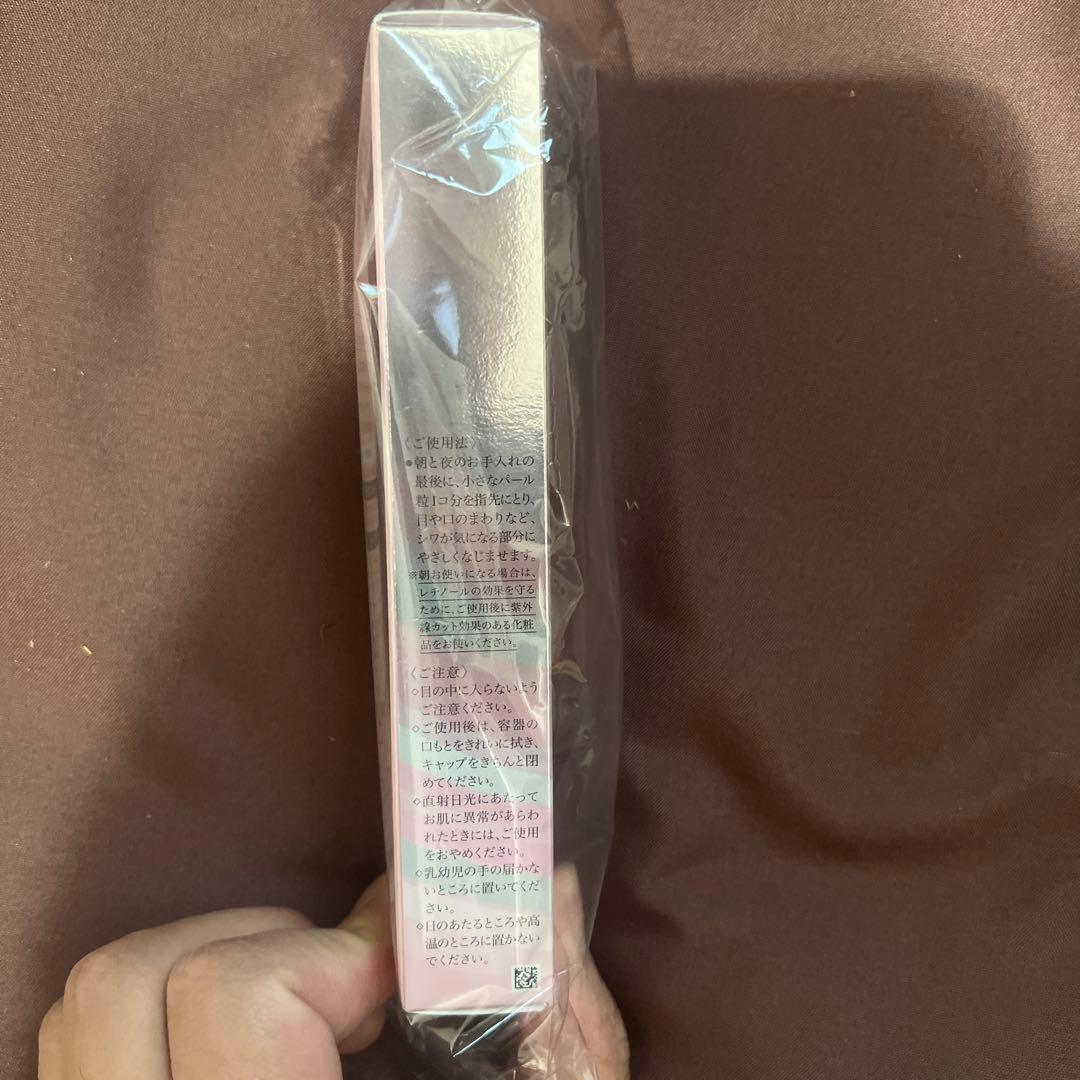 〈ご使用法〉
●朝と夜のお手入れの
最後に、小さなパール
粒1コ分を指先にとり、
目や口のまわりなど、
シワが気になる部分に
やさしくなじませます。
※朝お使いになる場合は、
レチノールの効果を守る
ために、ご使用後に紫外
線カット効果のある化粧
品をお使いください。
〈ご注意〉
◇目の中に入らないよう
ご注意ください。
◇ご使用後は、容器の
口もとをきれいに拭き、
キャップをきちんと閉
めてください。
◇直射日光にあたって
お肌に異常があらわ
れたときには、ご使用
をおやめください。
◇乳幼児の手の届かな
いところに置いてくだ
さい。
◇日のあたるところや高
温のところに置かない
でください。